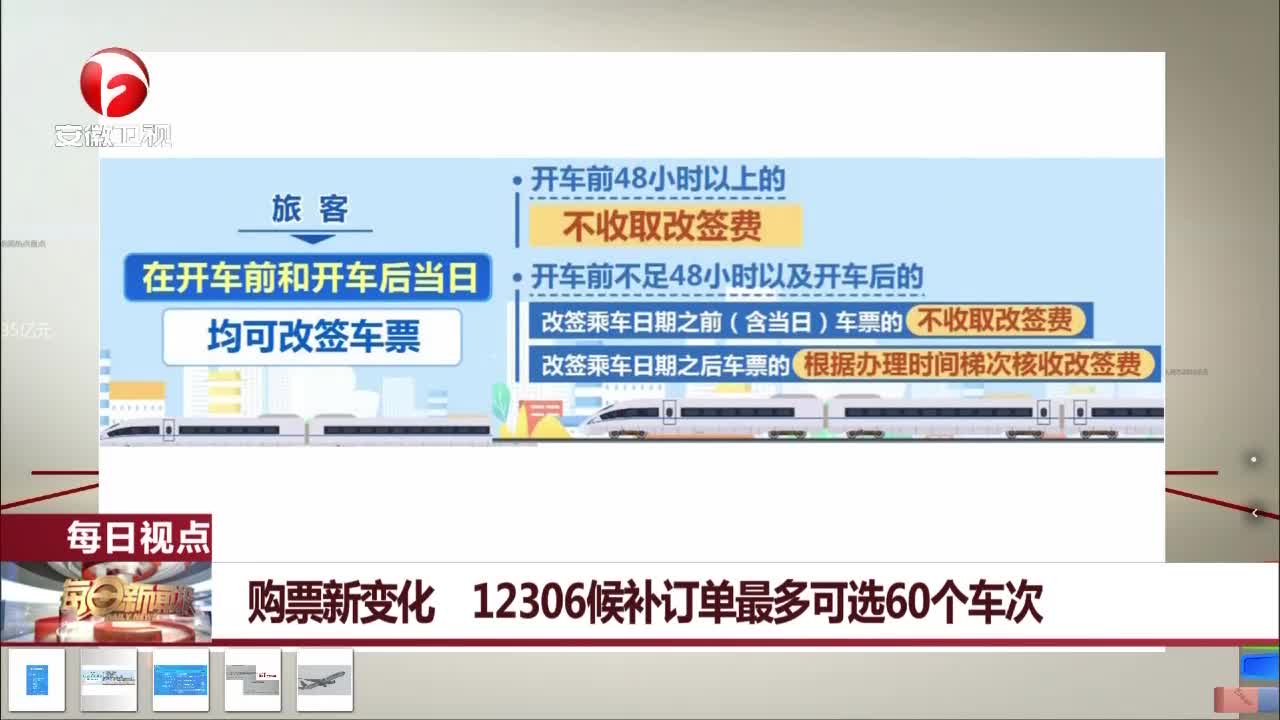 安徽卫视
旅客
在开车前和开车后当日
均可改签车票
开车前48小时以上的
不收取改签费
开车前不足48小时以及开车后的
改签乘车日期之前（含当日）车票的 不收取改签费
改签乘车日期之后车票的 根据办理时间梯次核收改签费
35亿元
每日视点
每日新闻报
购票新变化 12306候补订单最多可选60个车次